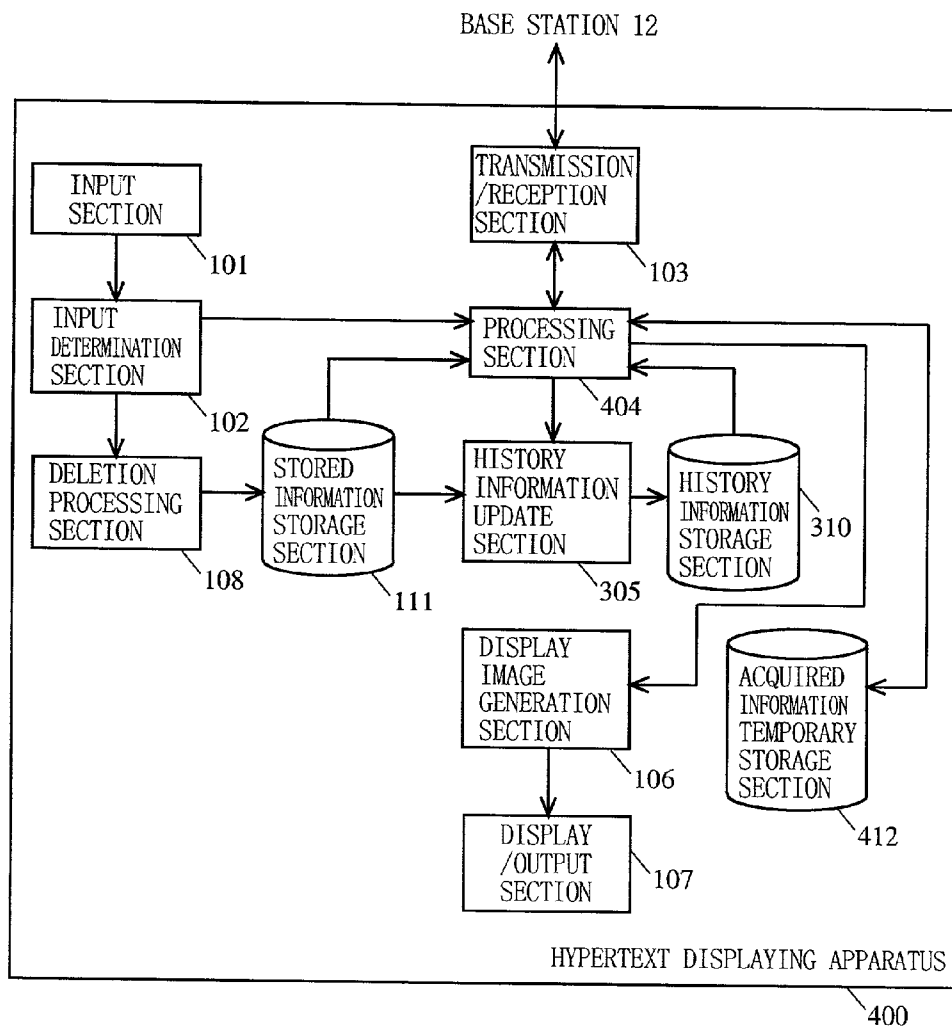 BASE STATION 12
TRANSMISSION
/RECEPTION
SECTION
103
INPUT
SECTION
101
INPUT
DETERMINATION
SECTION
102
PROCESSING
SECTION
404
DELETION
PROCESSING
SECTION
108
STORED
INFORMATION
STORAGE
SECTION
111
HISTORY
INFORMATION
UPDATE
SECTION
305
HISTORY
INFORMATION
STORAGE
SECTION
310
DISPLAY
IMAGE
GENERATION
SECTION
106
ACQUIRED
INFORMATION
TEMPORARY
STORAGE
SECTION
412
DISPLAY
/OUTPUT
SECTION
107
HYPERTEXT DISPLAYING APPARATUS
400